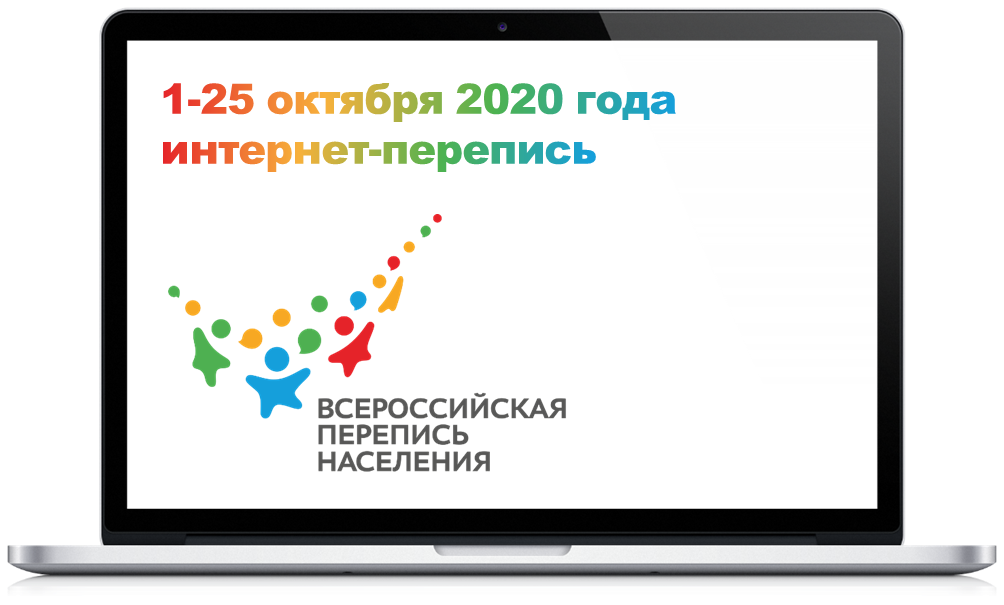 1-25 октября 2020 года
интернет-перепись
ВСЕРОССИЙСКАЯ
ПЕРЕПИСЬ
НАСЕЛЕНИЯ